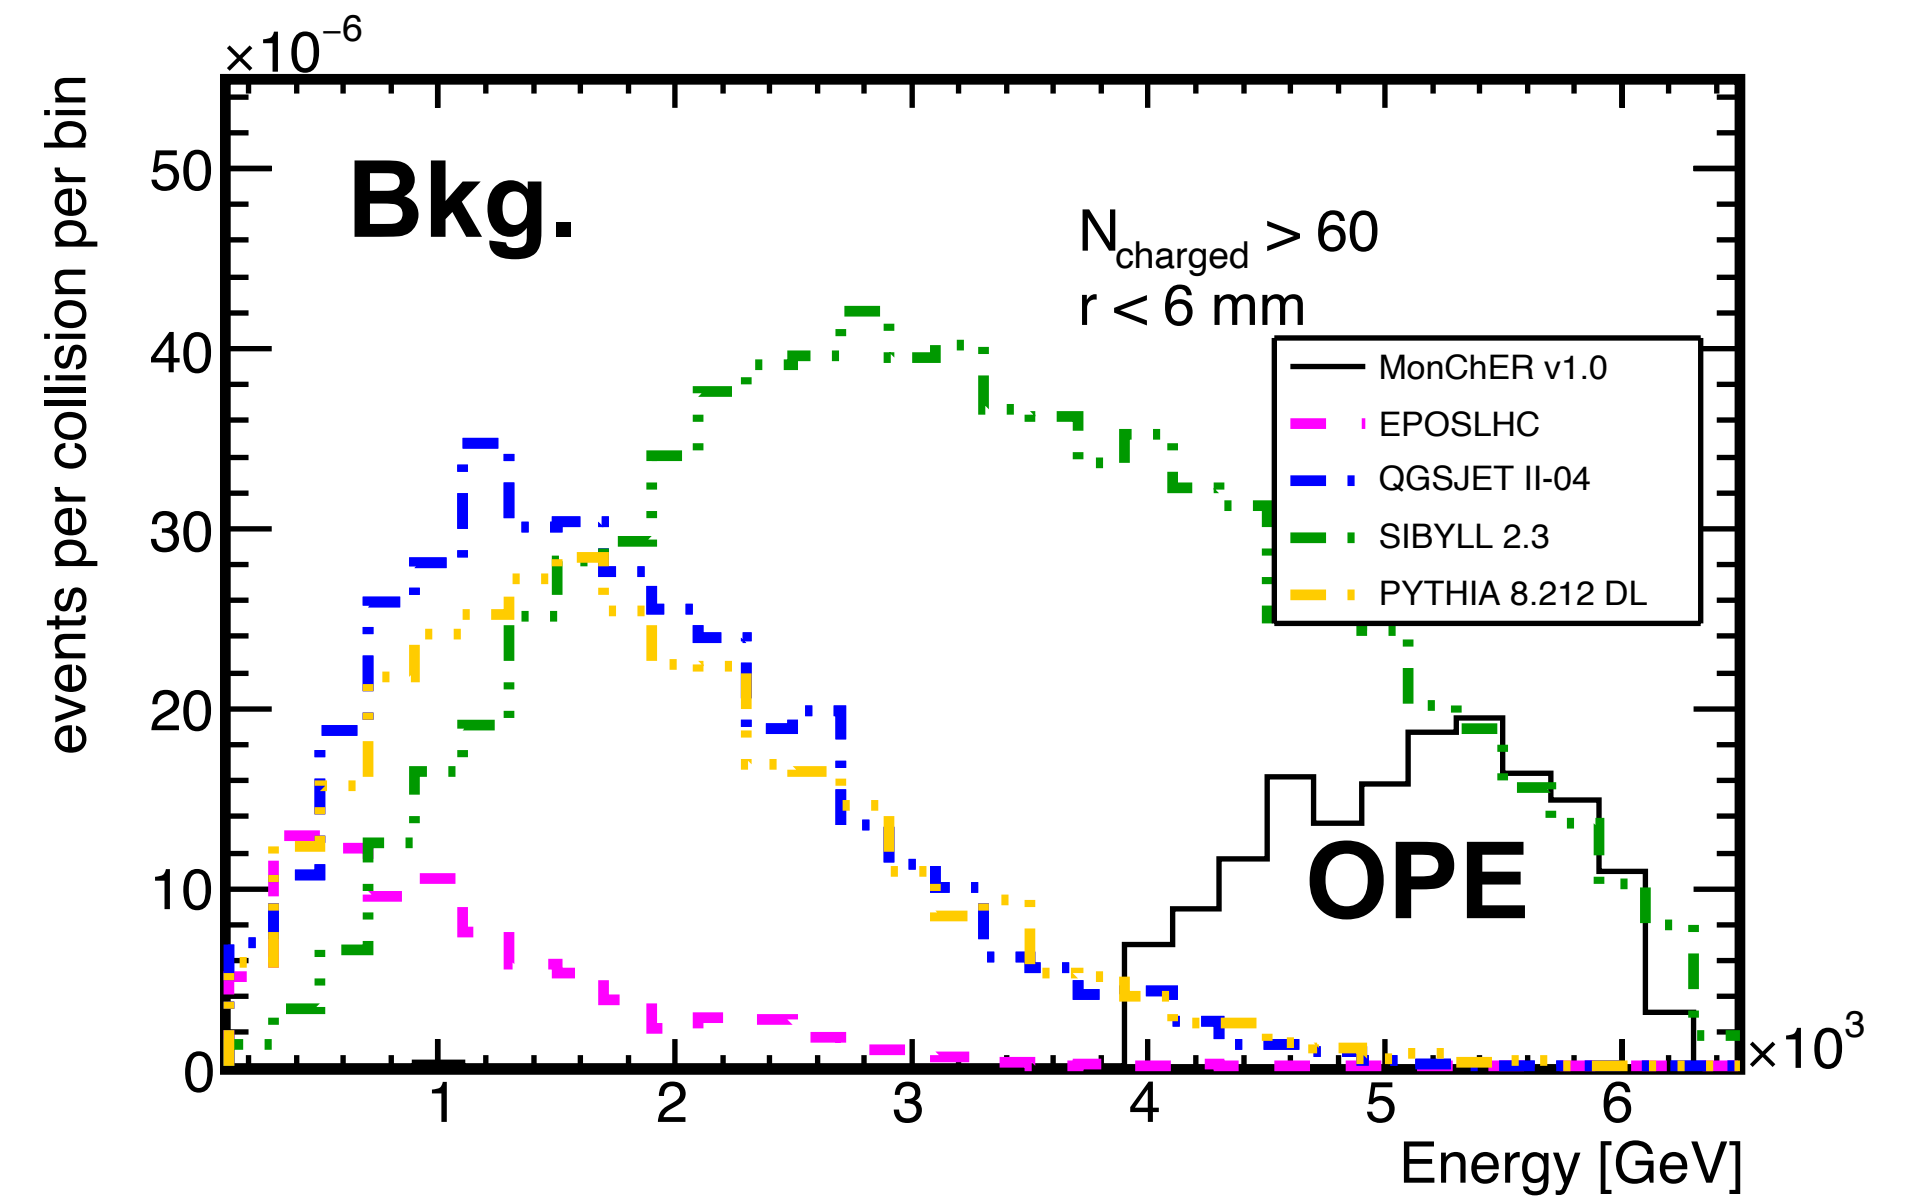 ×10⁻⁶
events per collision per bin
50
40
30
20
10
0
Bkg.
N_charged > 60
r < 6 mm
MonChER v1.0
EPOSLHC
QGSJET II-04
SIBYLL 2.3
PYTHIA 8.212 DL
OPE
1 2 3 4 5 6
×10³
Energy [GeV]